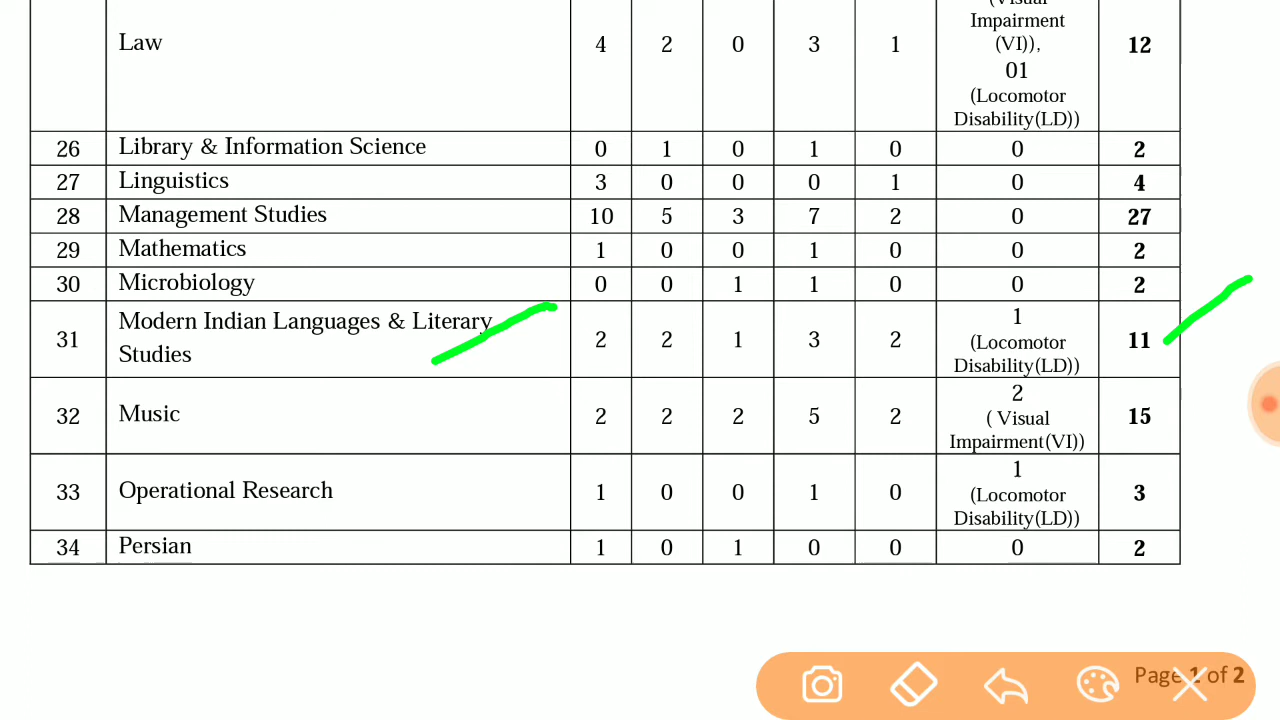 (Visual
Impairment
(VI)),
Law 4 2 0 3 1 12
01
(Locomotor
Disability(LD))
26 Library & Information Science 0 1 0 1 0 0 2
27 Linguistics 3 0 0 0 1 0 4
28 Management Studies 10 5 3 7 2 0 27
29 Mathematics 1 0 0 1 0 0 2
30 Microbiology 0 0 1 1 0 0 2
Modern Indian Languages & Literary 1
31 2 2 1 3 2 (Locomotor 11
Studies Disability(LD))
2
32 Music 2 2 2 5 2 ( Visual 15
Impairment(VI))
1
33 Operational Research 1 0 0 1 0 (Locomotor 3
Disability(LD))
34 Persian 1 0 1 0 0 0 2
Page 1 of 2